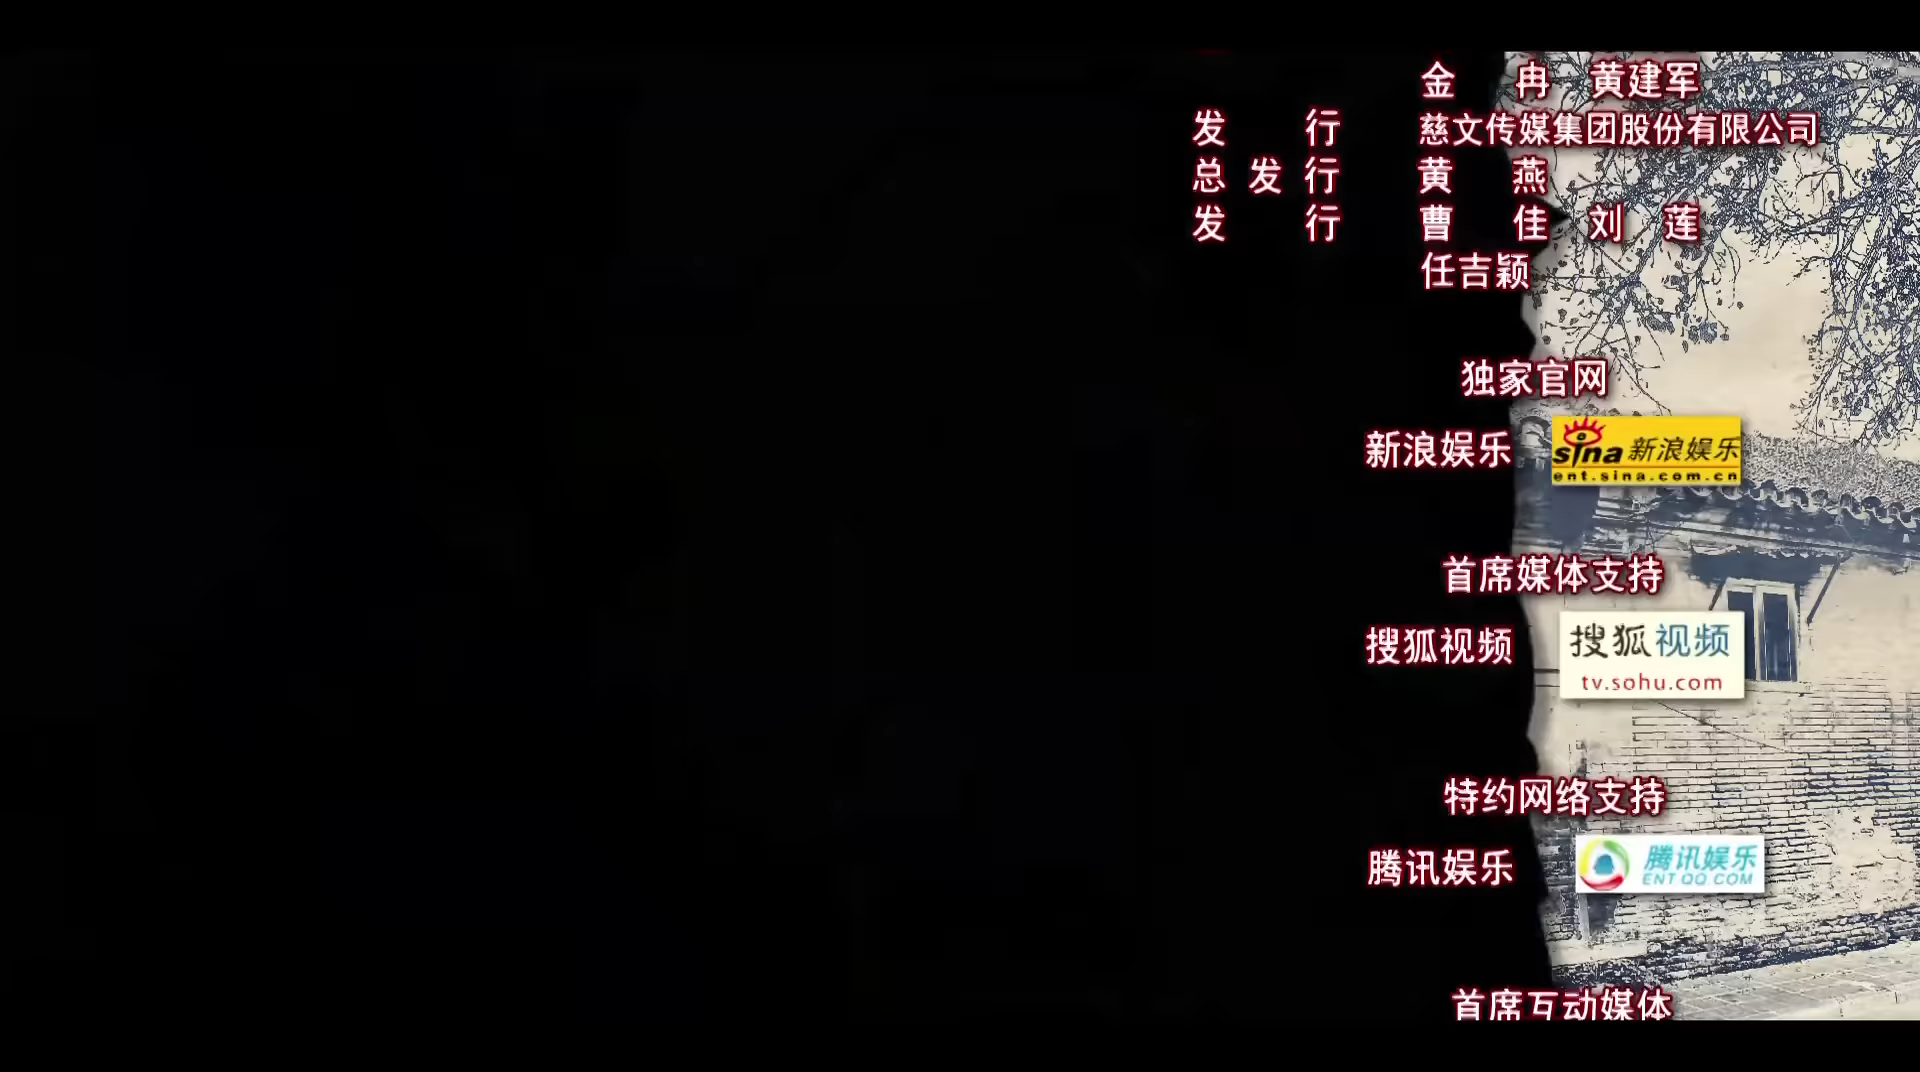 金 冉 黄建军
发 行 慈文传媒集团股份有限公司
总 发 行 黄 燕
发 行 曹 佳 刘 莲
任吉颖
独家官网
新浪娱乐 sina 新浪娱乐
ent.sina.com.cn
首席媒体支持
搜狐视频 搜狐视频
tv.sohu.com
特约网络支持
腾讯娱乐 腾讯娱乐
ENT QQ COM
首席互动媒体